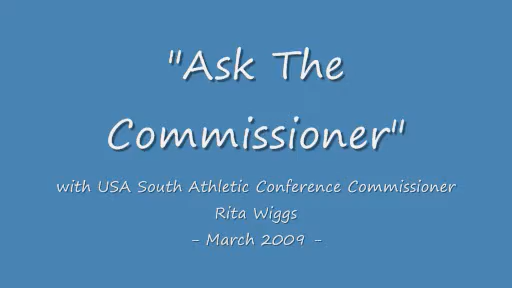 "Ask The
Commissioner"
with USA South Athletic Conference Commissioner
Rita Wiggs
- March 2009 -